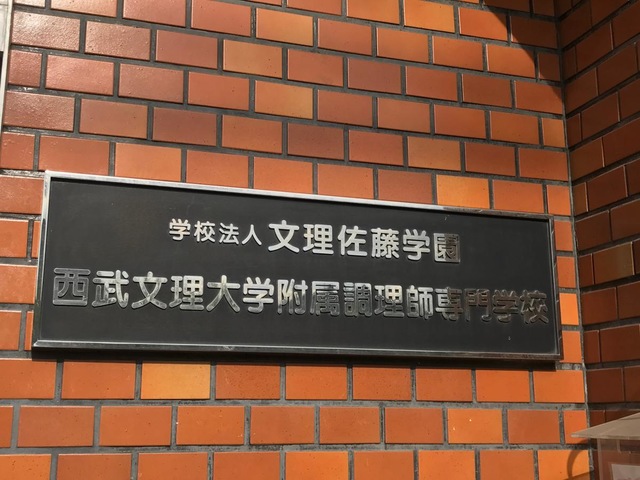 学校法人 文理佐藤学園
西武文理大学附属調理師専門学校